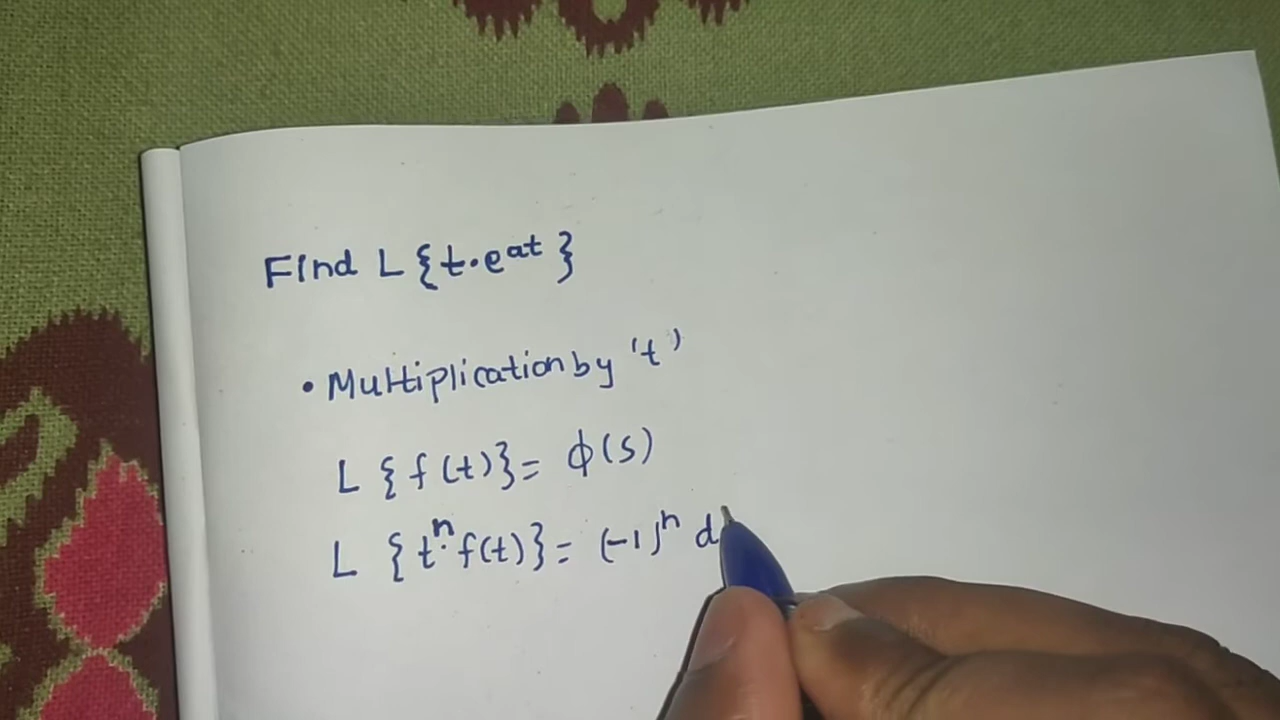 Find L{t.e^at}
• Multiplication by 't'
L {f(t)} = ϕ(s)
L {t^n.f(t)} = (-1)^n d